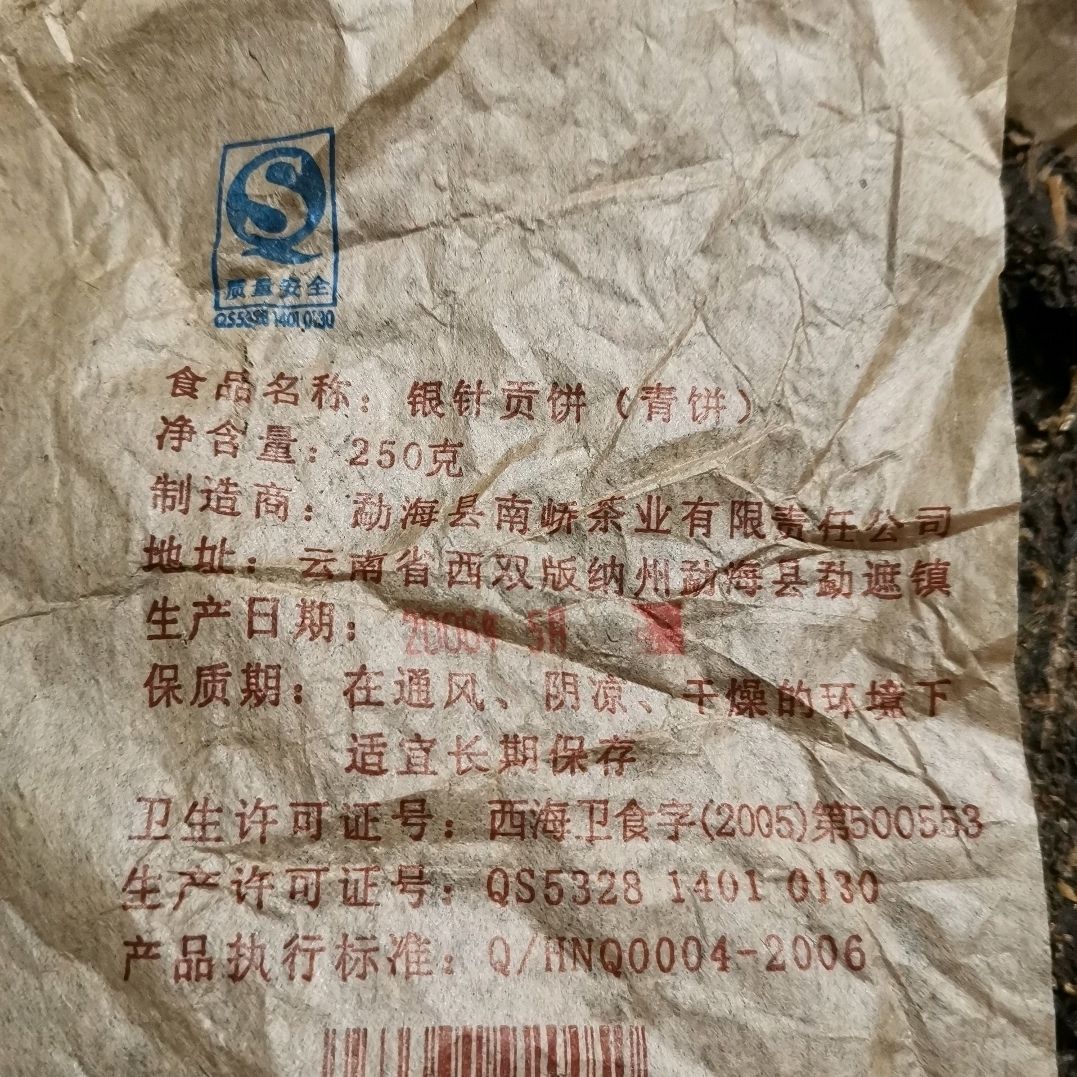 质量安全
QS5328 1401 0130
食品名称：银针贡饼（青饼）
净含量：250克
制造商：勐海县南峤茶业有限责任公司
地址：云南省西双版纳州勐海县勐遮镇
生产日期：
保质期：在通风、阴凉、干燥的环境下
适宜长期保存
卫生许可证号：西海卫食字(2005)第500553
生产许可证号：QS5328 1401 0130
产品执行标准：Q/HNQ0004-2006